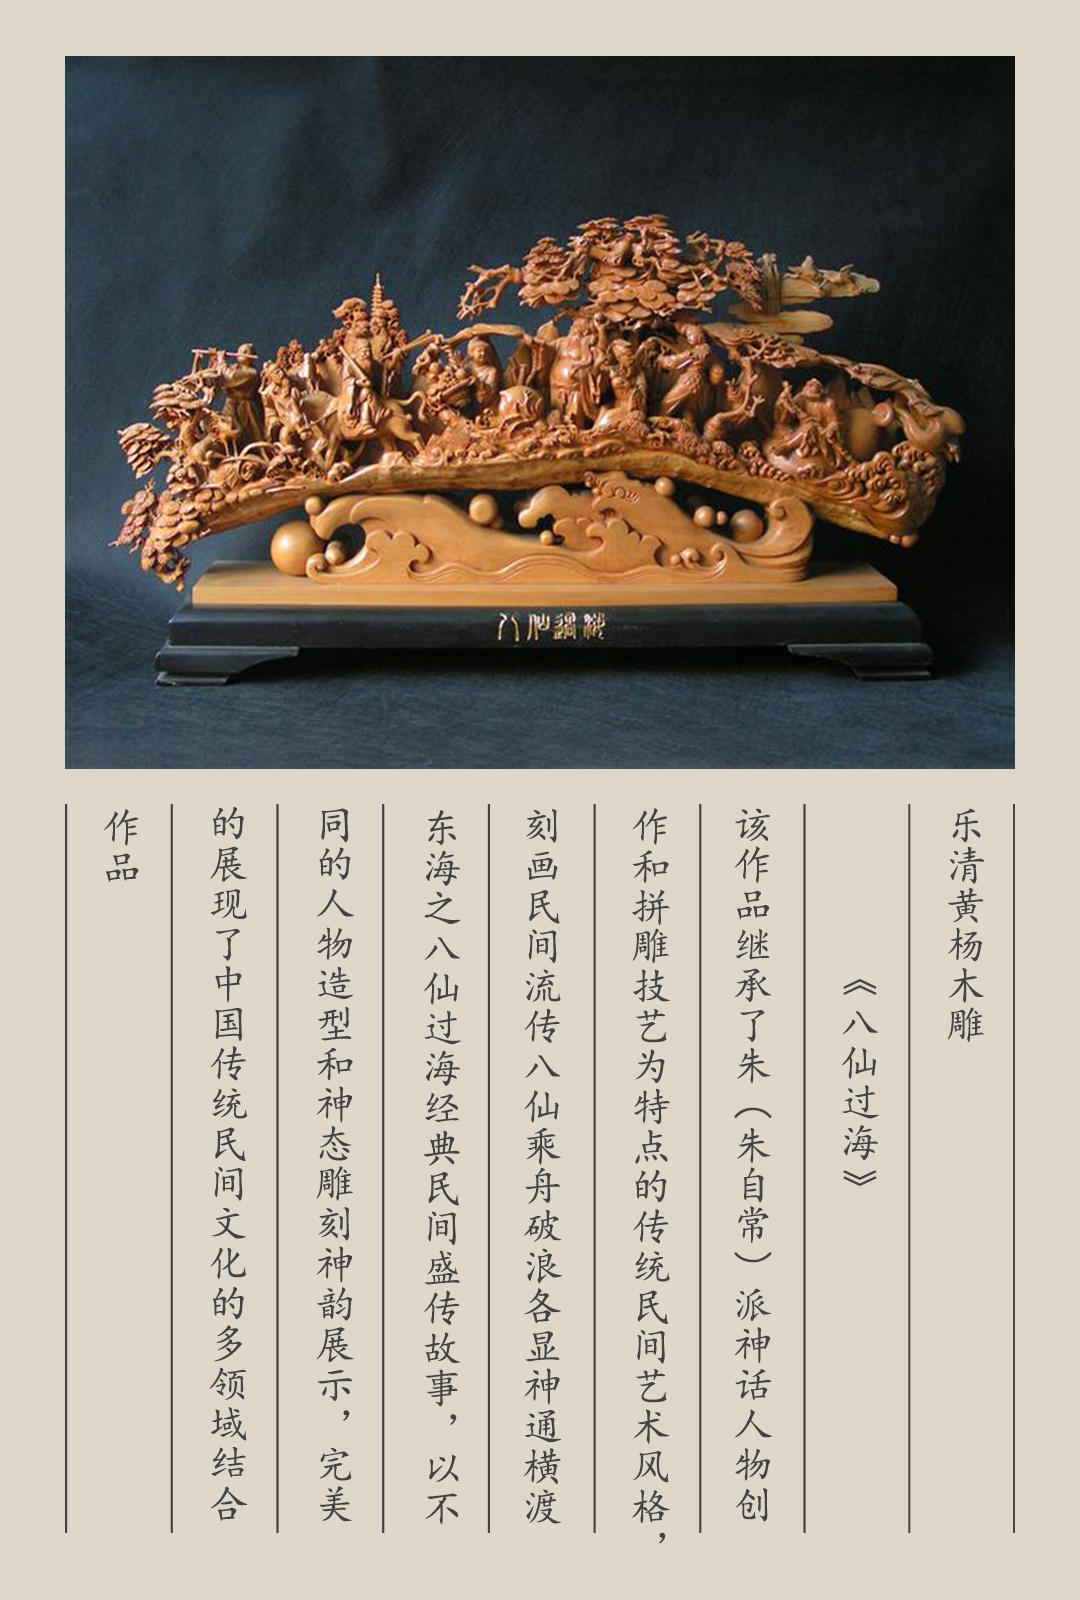 八仙過海
乐清黄杨木雕
《八仙过海》
该作品继承了朱（朱自常）派神话人物创
作和拼雕技艺为特点的传统民间艺术风格，
刻画民间流传八仙乘舟破浪各显神通横渡
东海之八仙过海经典民间盛传故事，以不
同的人物造型和神态雕刻神韵展示，完美
的展现了中国传统民间文化的多领域结合
作品